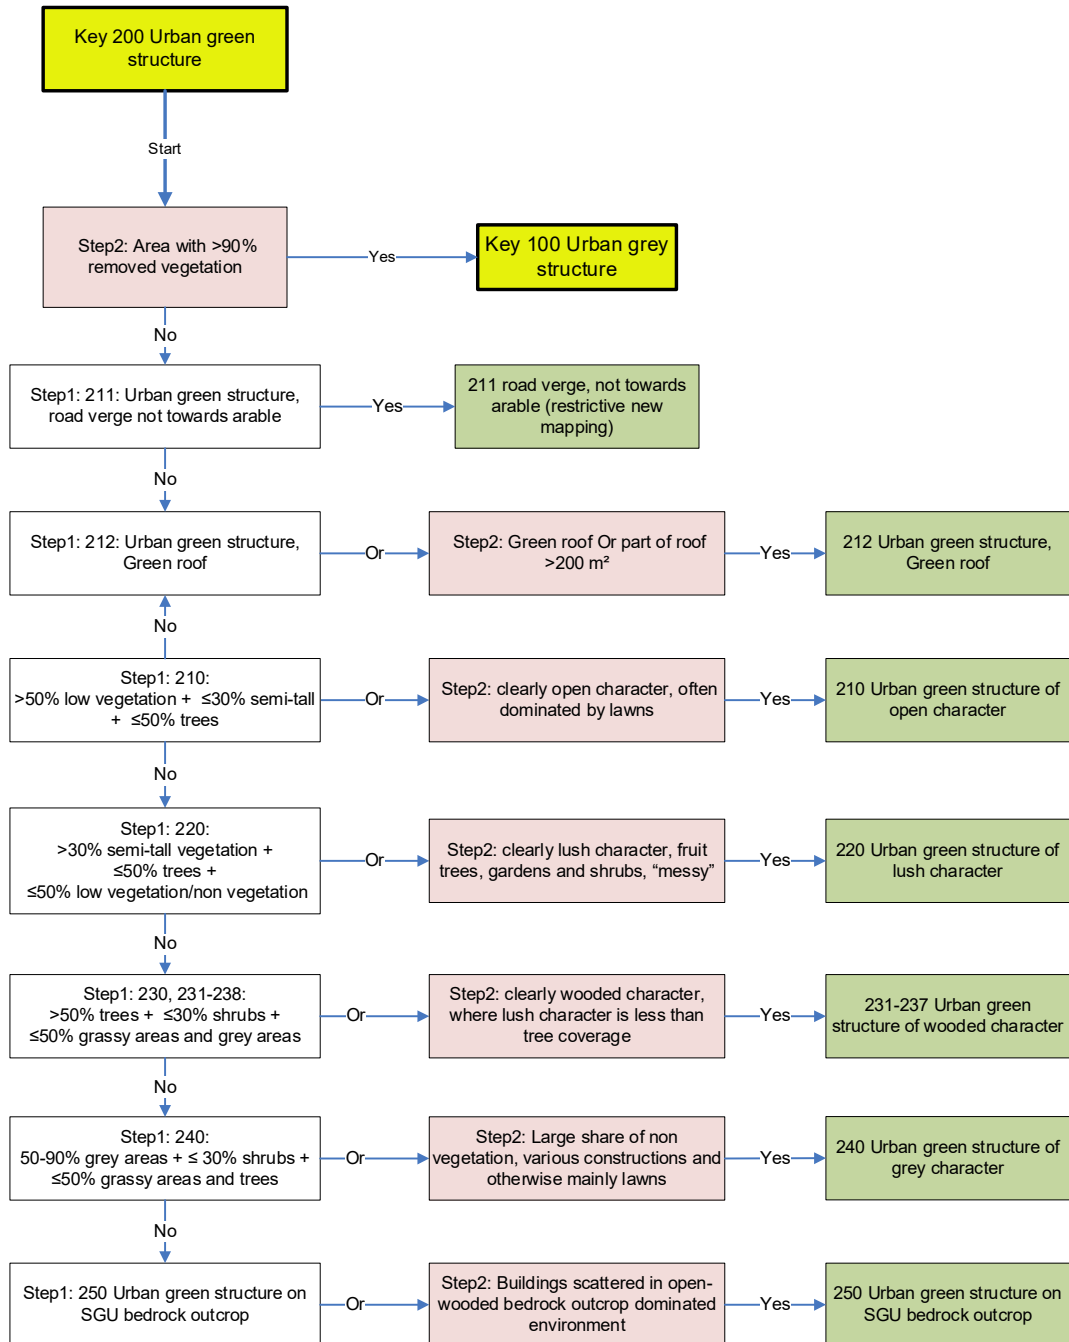 Key 200 Urban green
structure
Start
Step2: Area with >90%
removed vegetation
Yes
Key 100 Urban grey
structure
No
Step1: 211: Urban green structure,
road verge not towards arable
Yes
211 road verge, not towards
arable (restrictive new
mapping)
No
Step1: 212: Urban green structure,
Green roof
Or
Step2: Green roof Or part of roof
>200 m²
Yes
212 Urban green structure,
Green roof
No
Step1: 210:
>50% low vegetation + ≤30% semi-tall
+ ≤50% trees
Or
Step2: clearly open character, often
dominated by lawns
Yes
210 Urban green structure of
open character
No
Step1: 220:
>30% semi-tall vegetation +
≤50% trees +
≤50% low vegetation/non vegetation
Or
Step2: clearly lush character, fruit
trees, gardens and shrubs, “messy”
Yes
220 Urban green structure of
lush character
No
Step1: 230, 231-238:
>50% trees + ≤30% shrubs +
≤50% grassy areas and grey areas
Or
Step2: clearly wooded character,
where lush character is less than
tree coverage
Yes
231-237 Urban green
structure of wooded character
No
Step1: 240:
50-90% grey areas + ≤ 30% shrubs +
≤50% grassy areas and trees
Or
Step2: Large share of non
vegetation, various constructions and
otherwise mainly lawns
Yes
240 Urban green structure of
grey character
No
Step1: 250 Urban green structure on
SGU bedrock outcrop
Or
Step2: Buildings scattered in open-
wooded bedrock outcrop dominated
environment
Yes
250 Urban green structure on
SGU bedrock outcrop